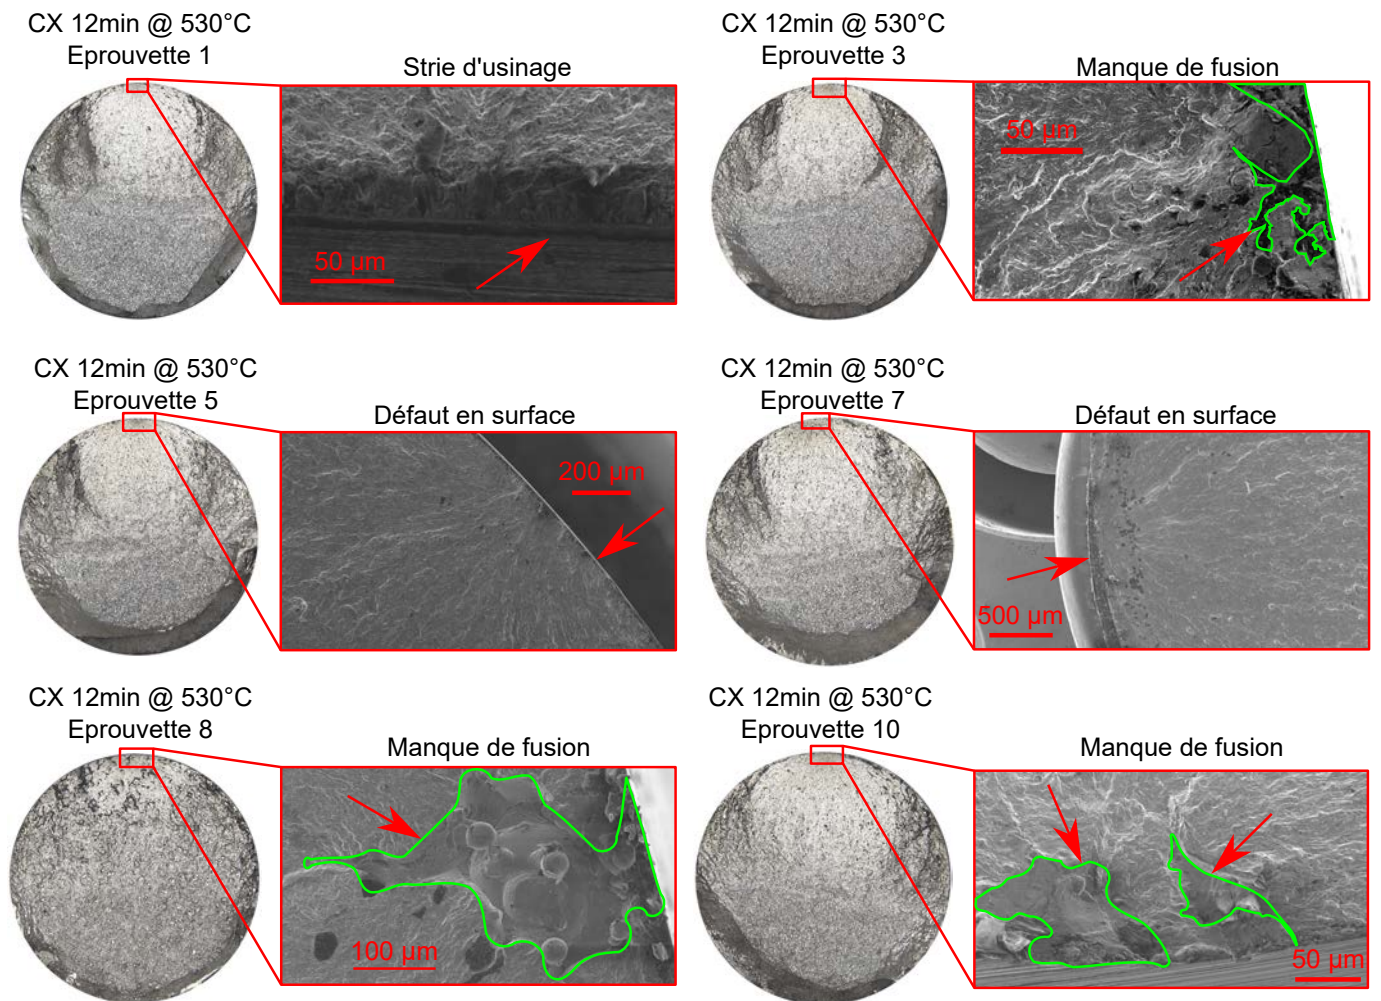 CX 12min @ 530°C
Eprouvette 1
Strie d'usinage
50 µm
CX 12min @ 530°C
Eprouvette 3
Manque de fusion
50 µm
CX 12min @ 530°C
Eprouvette 5
Défaut en surface
200 µm
CX 12min @ 530°C
Eprouvette 7
Défaut en surface
500 µm
CX 12min @ 530°C
Eprouvette 8
Manque de fusion
100 µm
CX 12min @ 530°C
Eprouvette 10
Manque de fusion
50 µm